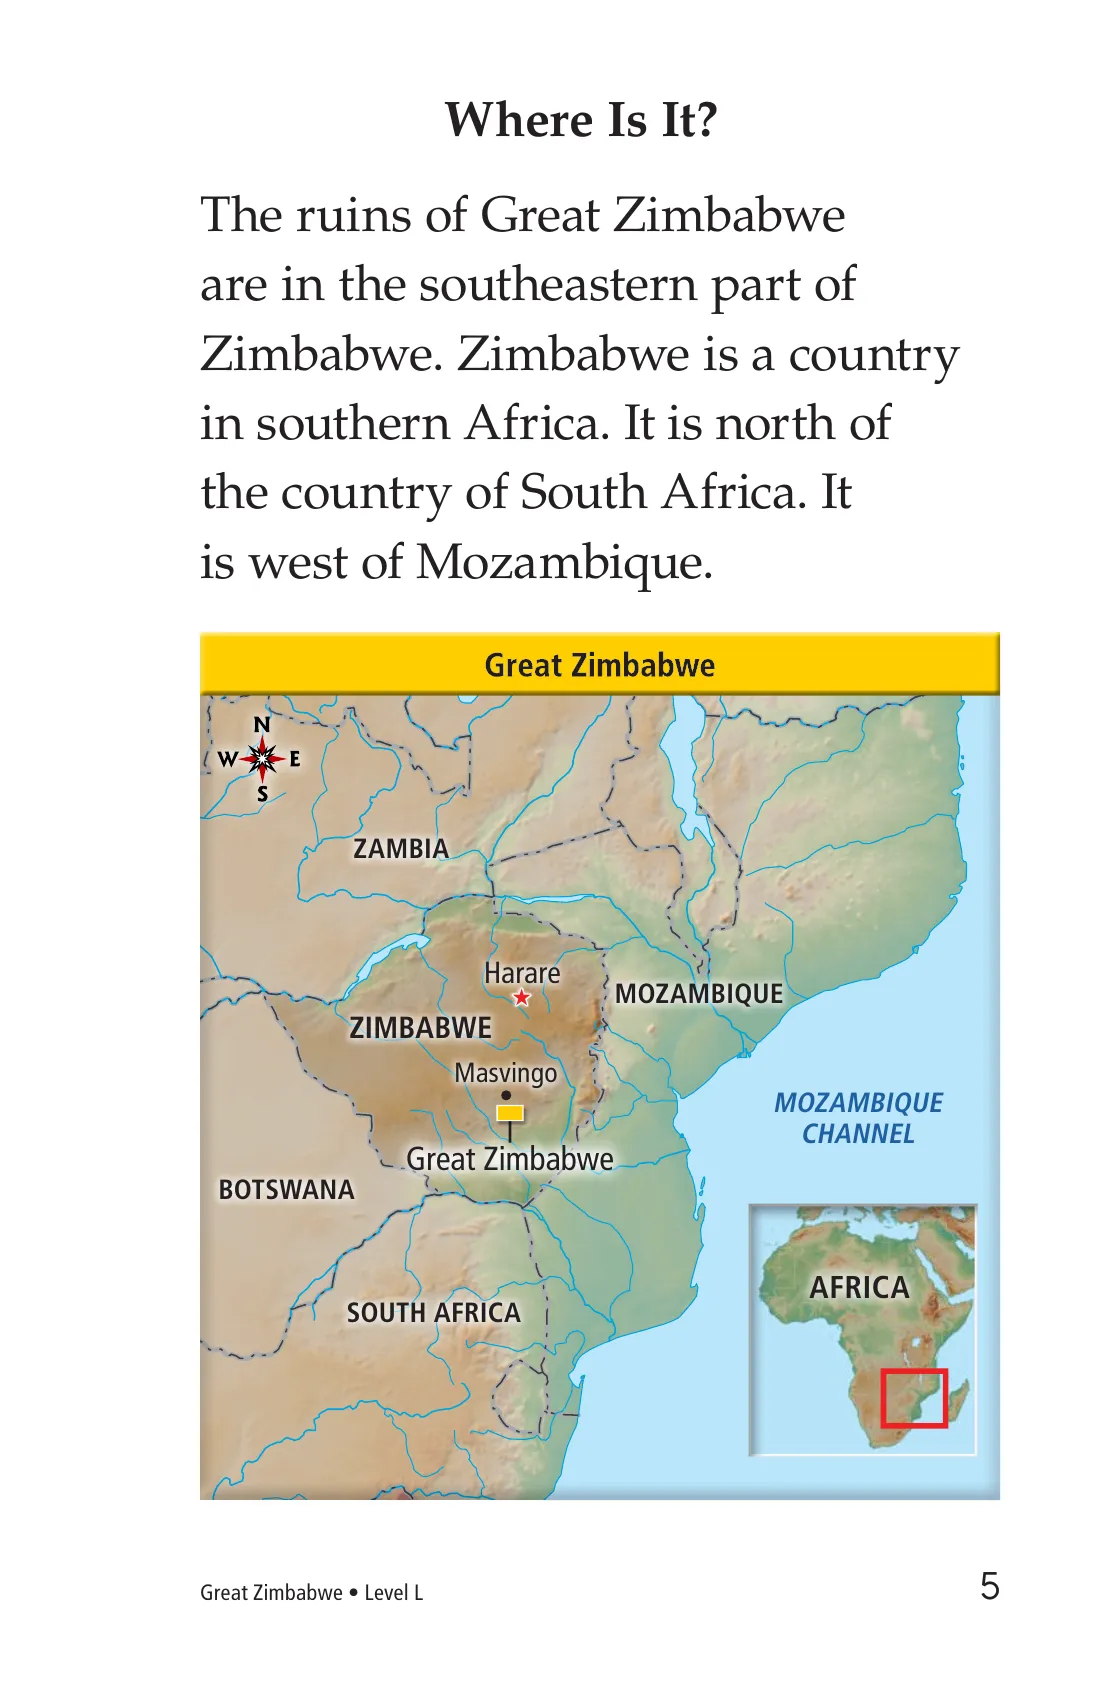 Where Is It?
The ruins of Great Zimbabwe
are in the southeastern part of
Zimbabwe. Zimbabwe is a country
in southern Africa. It is north of
the country of South Africa. It
is west of Mozambique.
Great Zimbabwe
N
W E
S
ZAMBIA
Harare
MOZAMBIQUE
ZIMBABWE
Masvingo
MOZAMBIQUE
CHANNEL
Great Zimbabwe
BOTSWANA
AFRICA
SOUTH AFRICA
Great Zimbabwe • Level L
5